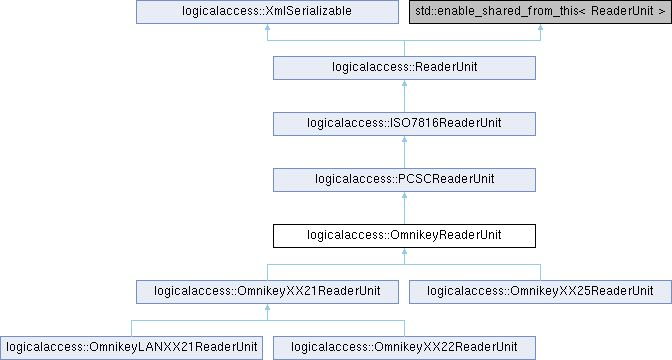 logicalaccess::XmlSerializable
std::enable_shared_from_this< ReaderUnit >
logicalaccess::ReaderUnit
logicalaccess::ISO7816ReaderUnit
logicalaccess::PCSCReaderUnit
logicalaccess::OmnikeyReaderUnit
logicalaccess::OmnikeyXX21ReaderUnit
logicalaccess::OmnikeyXX25ReaderUnit
logicalaccess::OmnikeyLANXX21ReaderUnit
logicalaccess::OmnikeyXX22ReaderUnit